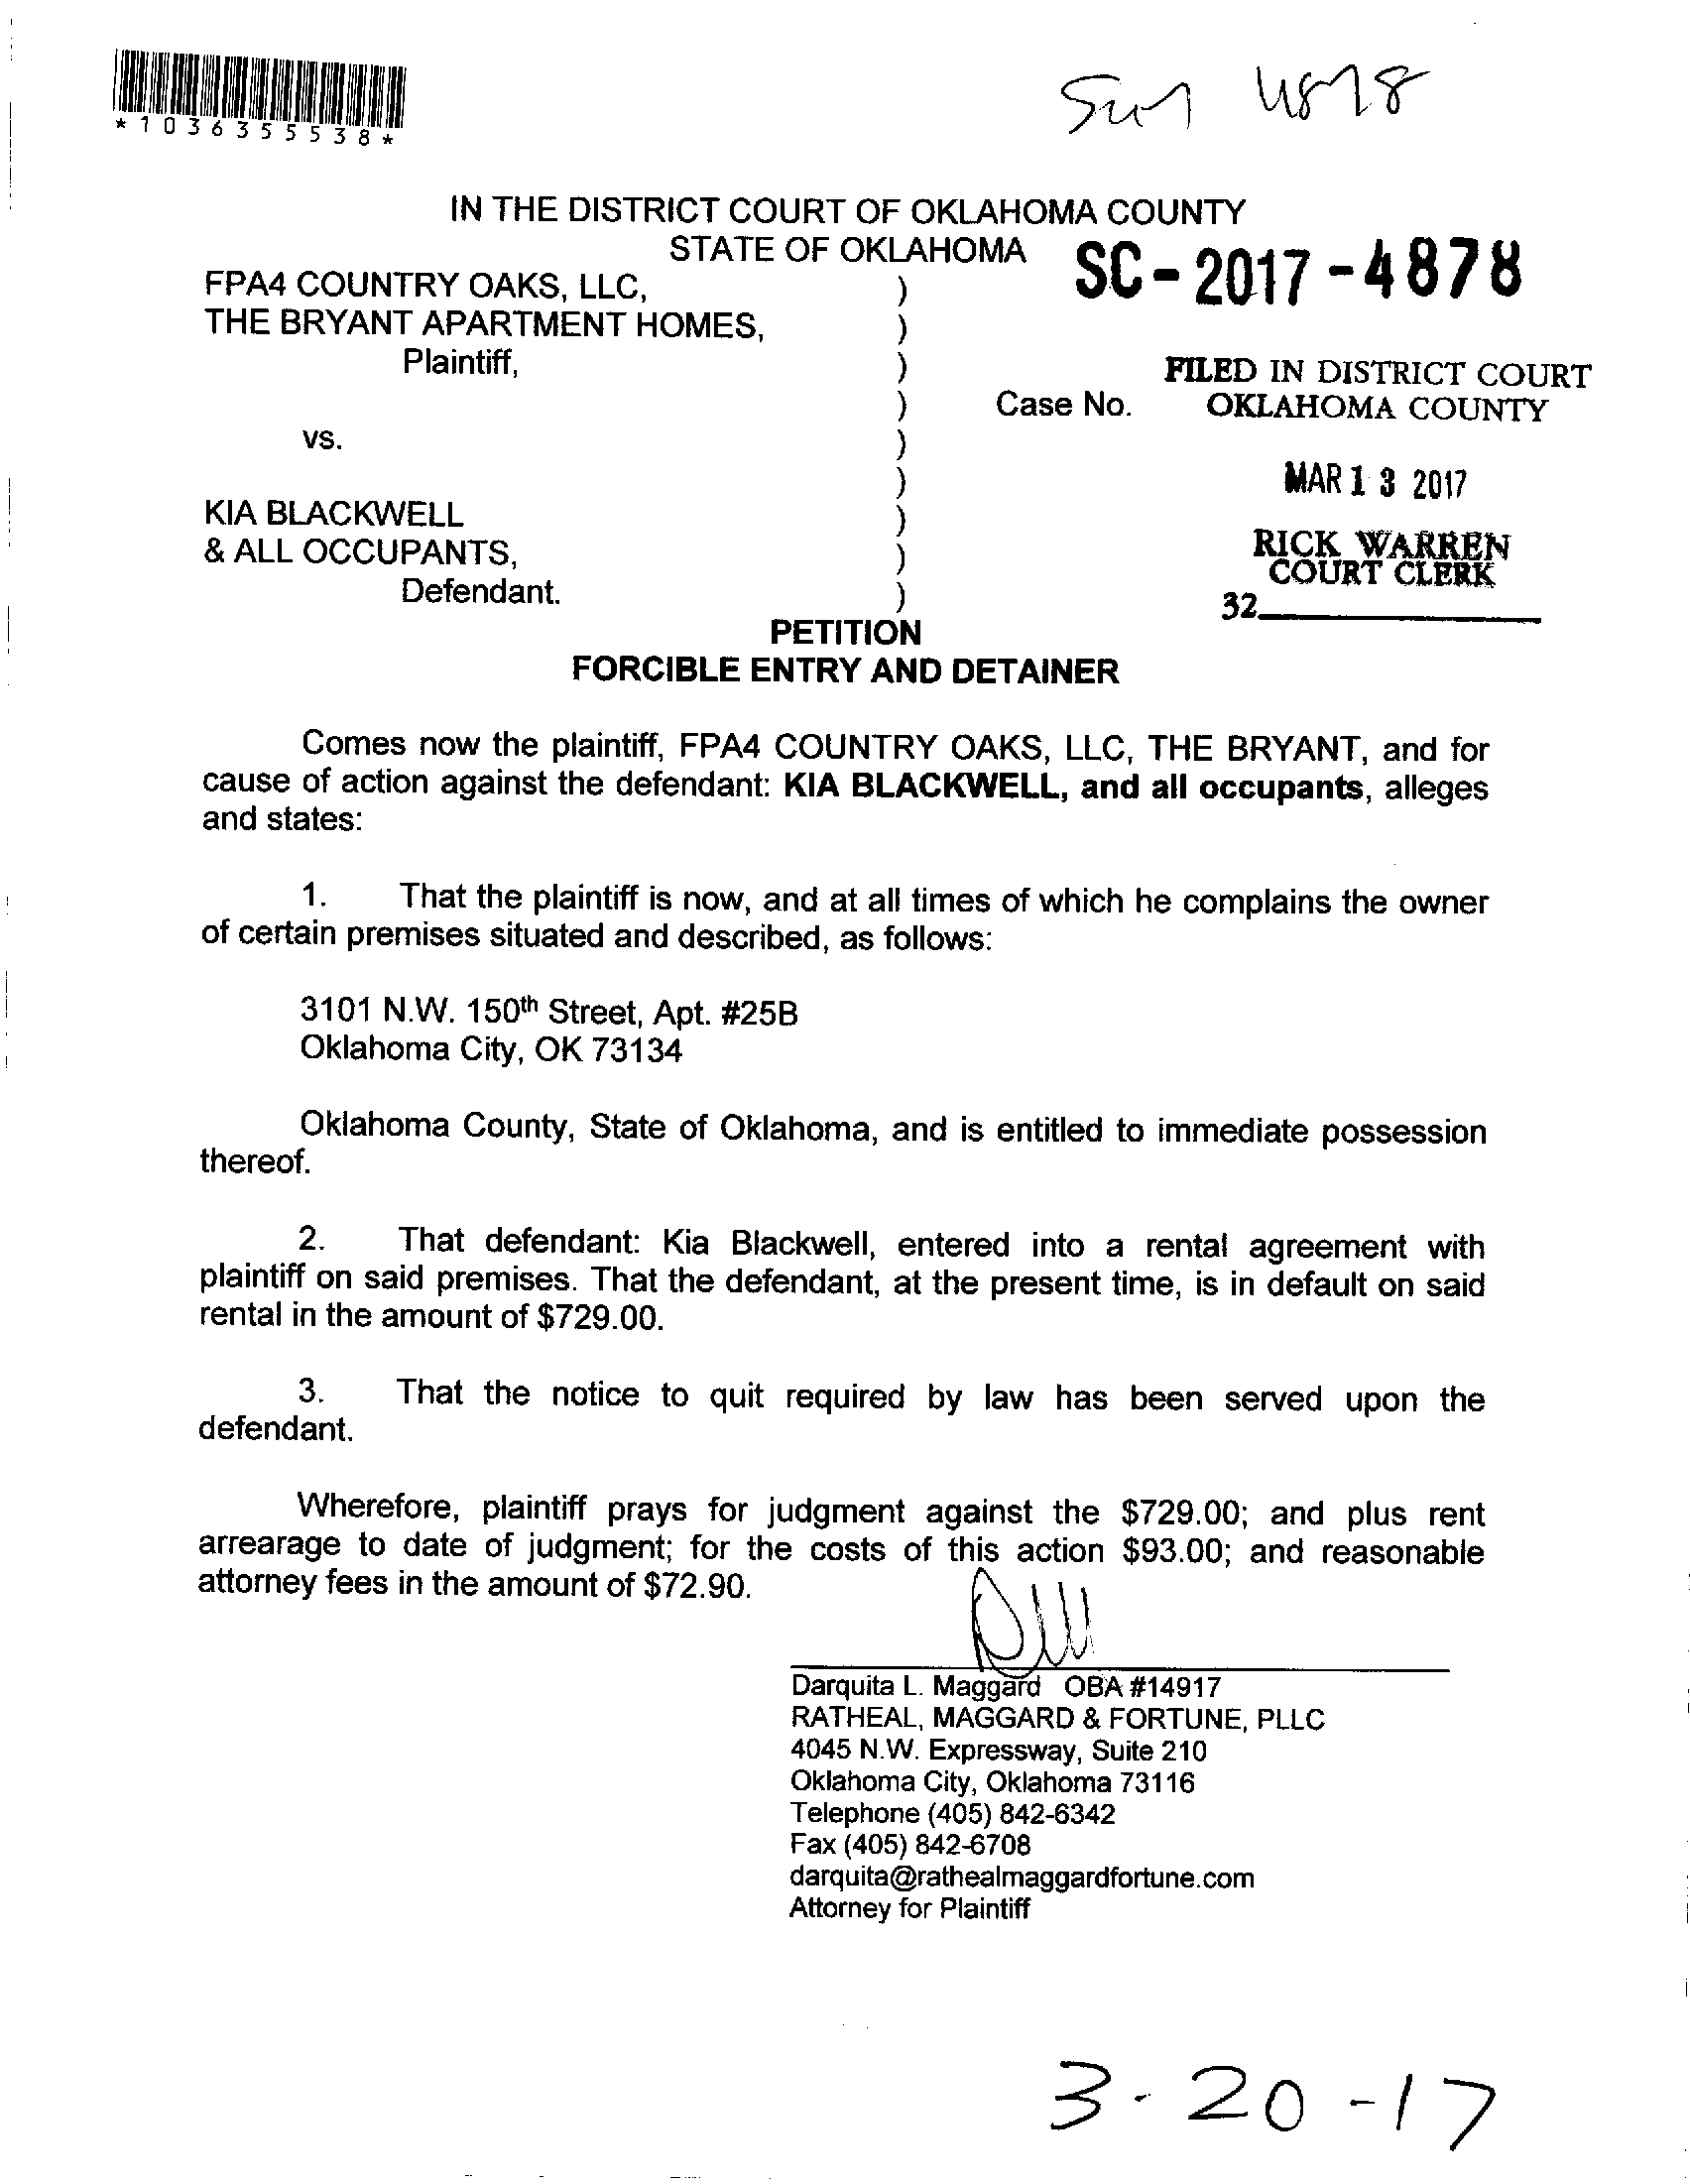 *1036355538*
IN THE DISTRICT COURT OF OKLAHOMA COUNTY
STATE OF OKLAHOMA
SC-2017-4878
FPA4 COUNTRY OAKS, LLC, )
THE BRYANT APARTMENT HOMES, )
Plaintiff, )
FILED IN DISTRICT COURT
) Case No.
OKLAHOMA COUNTY
vs. )
)
MAR 13 2017
KIA BLACKWELL )
& ALL OCCUPANTS, )
RICK WARREN
COURT CLERK
Defendant. )
32
PETITION
FORCIBLE ENTRY AND DETAINER
Comes now the plaintiff, FPA4 COUNTRY OAKS, LLC, THE BRYANT, and for
cause of action against the defendant: KIA BLACKWELL, and all occupants, alleges
and states:
1. That the plaintiff is now, and at all times of which he complains the owner
of certain premises situated and described, as follows:
3101 N.W. 150th Street, Apt. #25B
Oklahoma City, OK 73134
Oklahoma County, State of Oklahoma, and is entitled to immediate possession
thereof.
2. That defendant: Kia Blackwell, entered into a rental agreement with
plaintiff on said premises. That the defendant, at the present time, is in default on said
rental in the amount of $729.00.
3. That the notice to quit required by law has been served upon the
defendant.
Wherefore, plaintiff prays for judgment against the $729.00; and plus rent
arrearage to date of judgment; for the costs of this action $93.00; and reasonable
attorney fees in the amount of $72.90.
Darquita L. Maggard OBA #14917
RATHEAL, MAGGARD & FORTUNE, PLLC
4045 N.W. Expressway, Suite 210
Oklahoma City, Oklahoma 73116
Telephone (405) 842-6342
Fax (405) 842-6708
darquita@rathealmaggardfortune.com
Attorney for Plaintiff
3-20-17